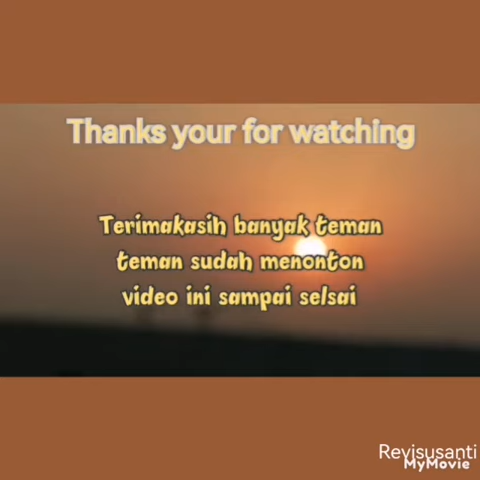 Thanks your for watching
Terimakasih banyak teman
teman sudah menonton
video ini sampai selsai
Revisusanti
MyMovie